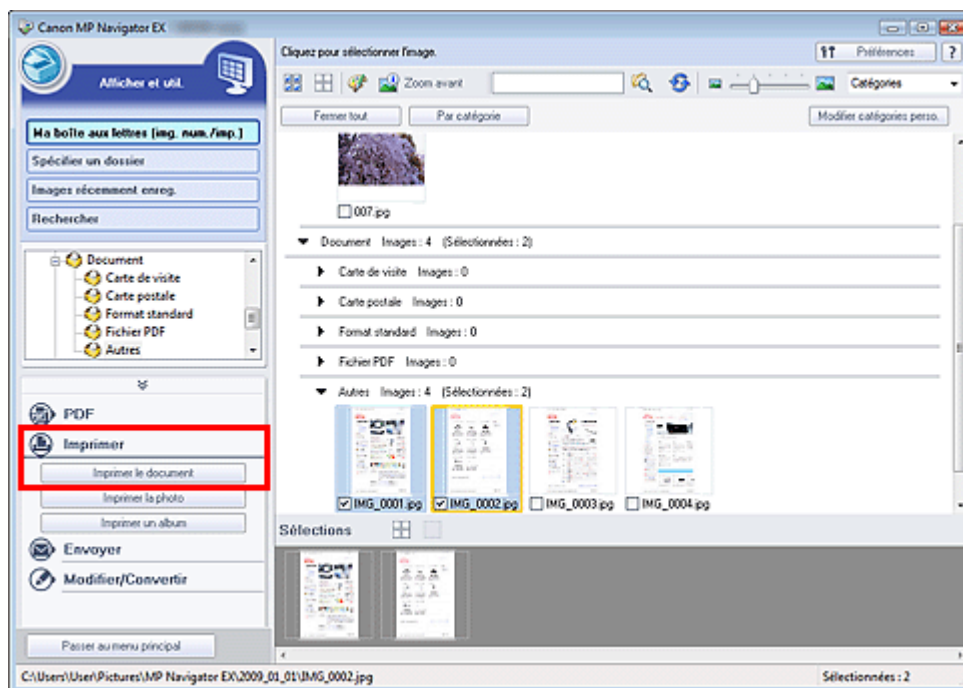 Canon MP Navigator EX
Cliquez pour sélectionner l'image.
Préférences
?
Afficher et util.
Zoom avant
Catégories
Fermer tout
Par catégorie
Modifier catégories perso.
Ma boîte aux lettres (img. num./imp.)
Spécifier un dossier
Images récemment enreg.
Rechercher
007.jpg
Document Images : 4 (Sélectionnées : 2)
Carte de visite Images : 0
Carte postale Images : 0
Format standard Images : 0
Fichier PDF Images : 0
Autres Images : 4 (Sélectionnées : 2)
Document
Carte de visite
Carte postale
Format standard
Fichier PDF
Autres
PDF
Imprimer
Imprimer le document
Imprimer la photo
Imprimer un album
Envoyer
Modifier/Convertir
IMG_0001.jpg
IMG_0002.jpg
IMG_0003.jpg
IMG_0004.jpg
Sélections
Passer au menu principal
C:\Users\User\Pictures\MP Navigator EX\2009_01_01\IMG_0002.jpg
Sélectionnées : 2